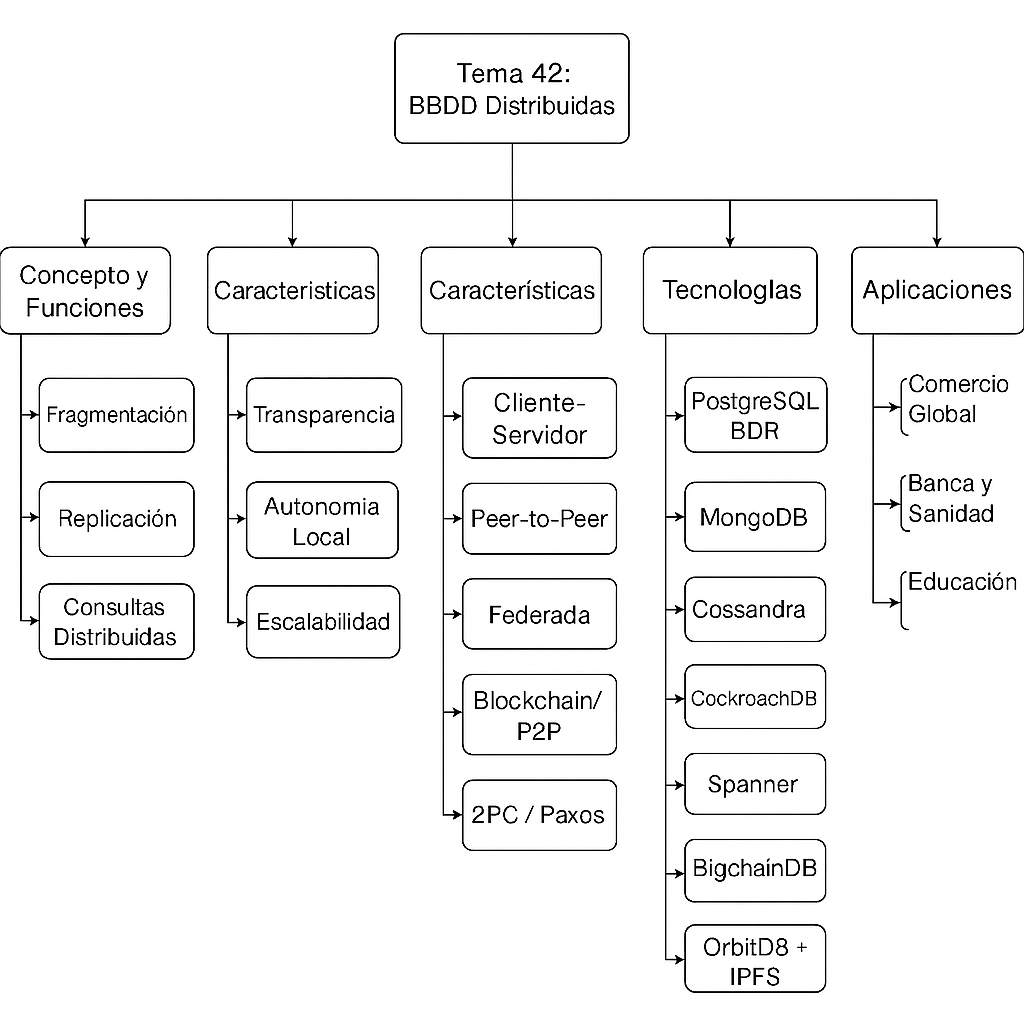 Tema 42:
BBDD Distribuidas
Concepto y
Funciones
Fragmentación
Replicación
Consultas
Distribuidas
Caracteristicas
Transparencia
Autonomia
Local
Escalabilidad
Características
Cliente-
Servidor
Peer-to-Peer
Federada
Blockchain/
P2P
2PC / Paxos
Tecnologlas
PostgreSQL
BDR
MongoDB
Cossandra
CockroachDB
Spanner
BigchainDB
OrbitD8 +
IPFS
Aplicaciones
Comercio
Global
Banca y
Sanidad
Educación